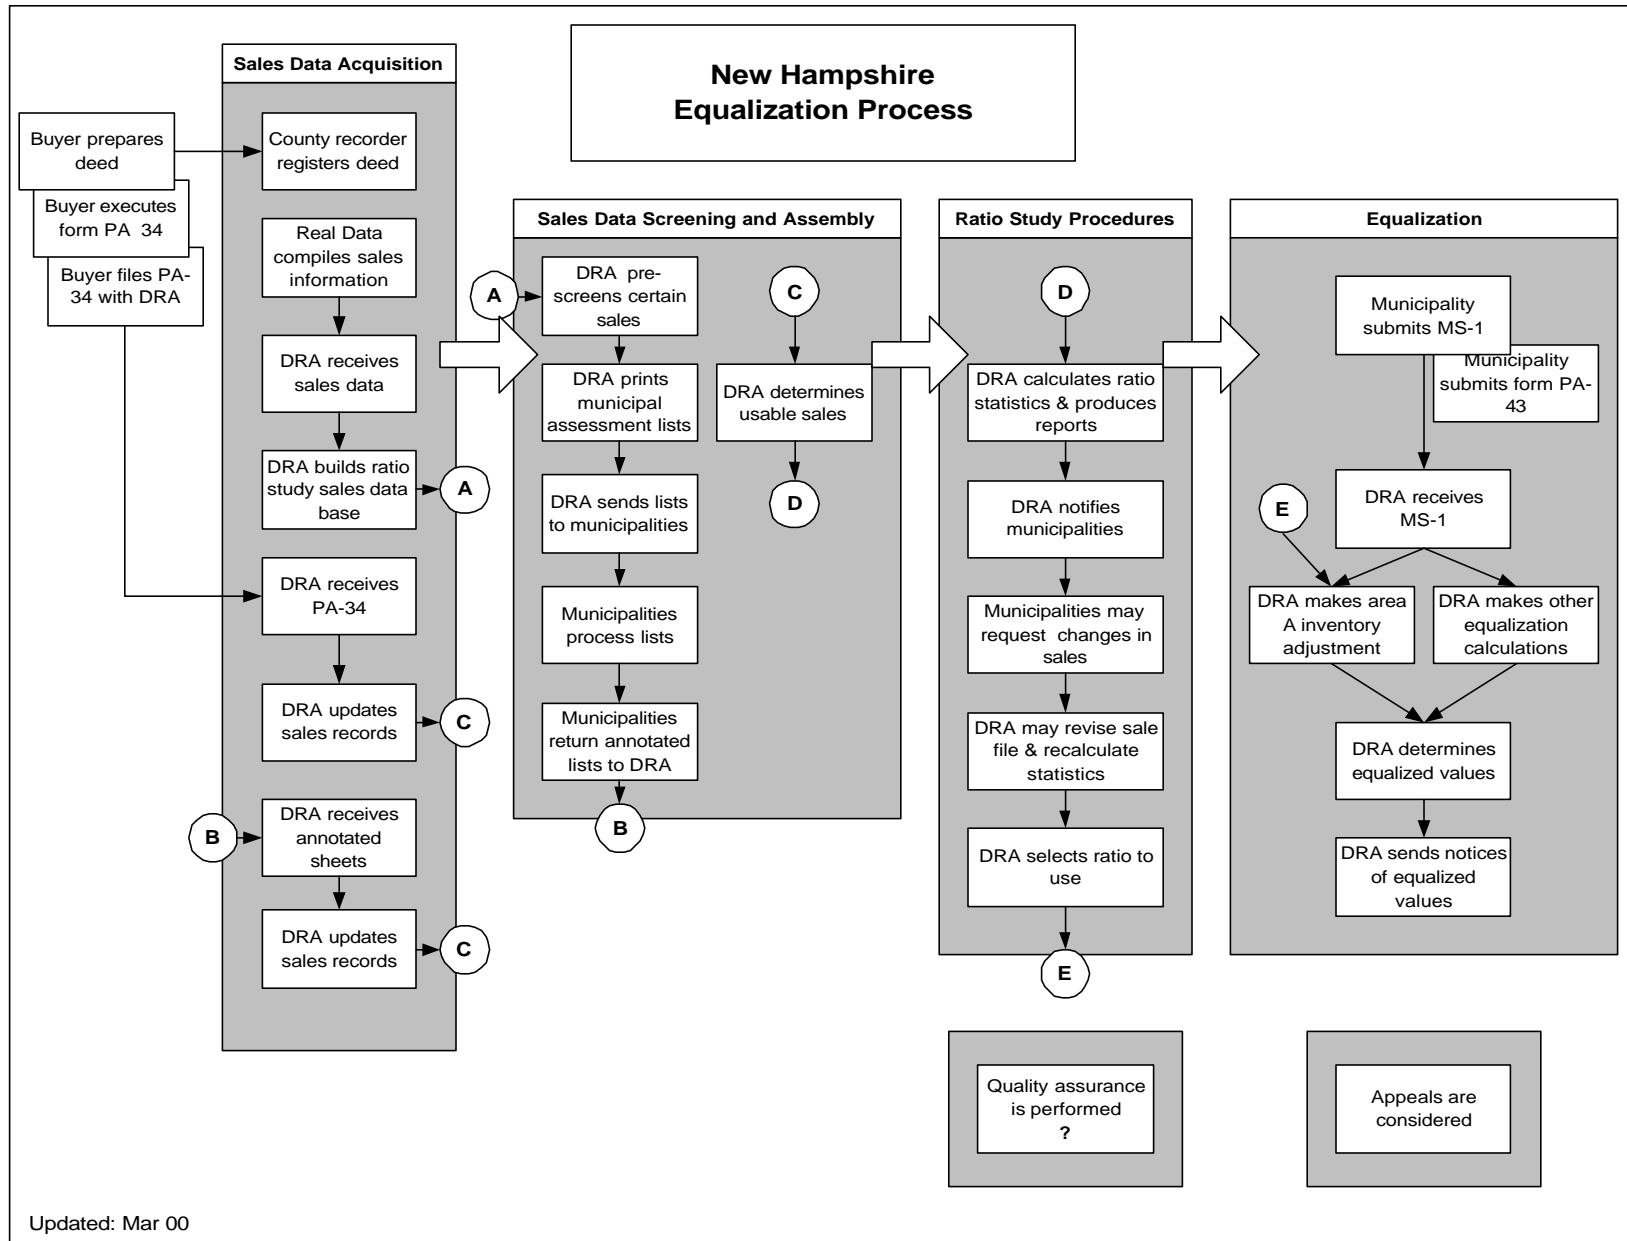 New Hampshire
Equalization Process
Buyer prepares
deed
Buyer executes
form PA  34
Buyer files PA-
34 with DRA
Sales Data Acquisition
County recorder
registers deed
Real Data
compiles sales
information
DRA receives
sales data
DRA builds ratio
study sales data
base
A
DRA receives
PA-34
DRA updates
sales records
C
B
DRA receives
annotated
sheets
DRA updates
sales records
C
Sales Data Screening and Assembly
A
DRA  pre-
screens certain
sales
DRA prints
municipal
assessment lists
DRA sends lists
to municipalities
Municipalities
process lists
Municipalities
return annotated
lists to DRA
B
C
DRA determines
usable sales
D
Ratio Study Procedures
D
DRA calculates ratio
statistics & produces
reports
DRA notifies
municipalities
Municipalities may
request  changes in
sales
DRA may revise sale
file & recalculate
statistics
DRA selects ratio to
use
E
Quality assurance
is performed
?
Equalization
Municipality
submits MS-1
Municipality
submits form PA-
43
DRA receives
MS-1
E
DRA makes area
A inventory
adjustment
DRA makes other
equalization
calculations
DRA determines
equalized values
DRA sends notices
of equalized
values
Appeals are
considered
Updated: Mar 00